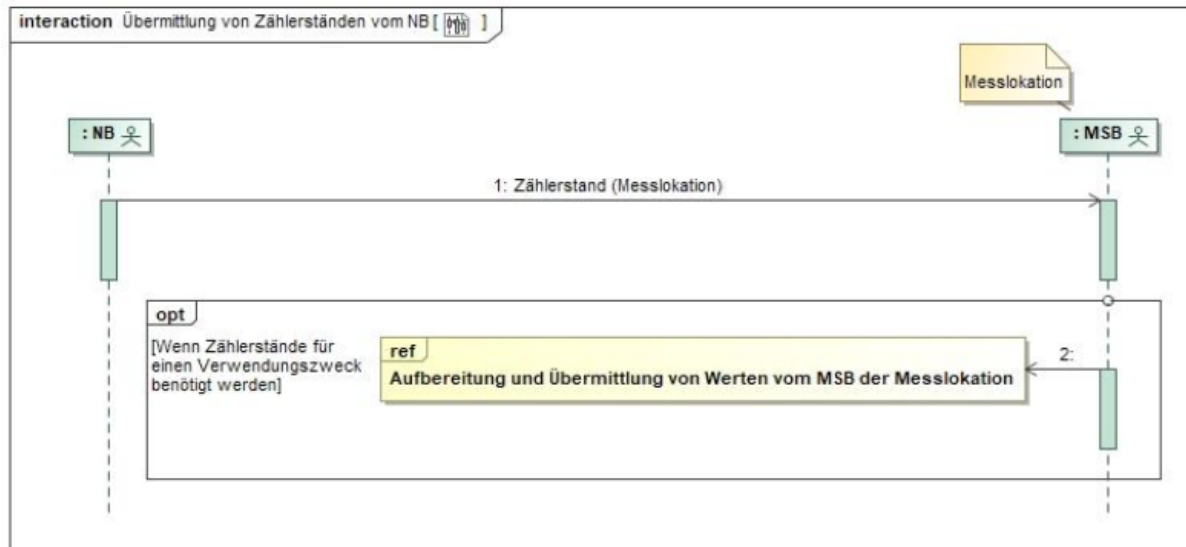 interaction Übermittlung von Zählerständen vom NB [ ]
Messlokation
: NB
: MSB
1: Zählerstand (Messlokation)
opt
[Wenn Zählerstände für
einen Verwendungszweck
benötigt werden]
ref
Aufbereitung und Übermittlung von Werten vom MSB der Messlokation
2: